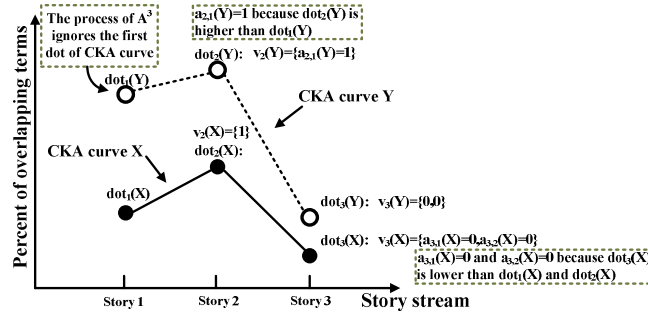 The process of A³
ignores the first
dot of CKA curve
a₂,₁(Y)=1 because dot₂(Y) is
higher than dot₁(Y)
dot₂(Y): v₂(Y)={a₂,₁(Y)=1}
dot₁(Y)
CKA curve Y
v₂(X)={1}
dot₂(X):
CKA curve X
dot₁(X)
dot₃(Y): v₃(Y)={0,0}
dot₃(X): v₃(X)={a₃,₁(X)=0,a₃,₂(X)=0}
a₃,₁(X)=0 and a₃,₂(X)=0 because dot₃(X)
is lower than dot₁(X) and dot₂(X)
Percent of overlapping terms
Story 1
Story 2
Story 3
Story stream